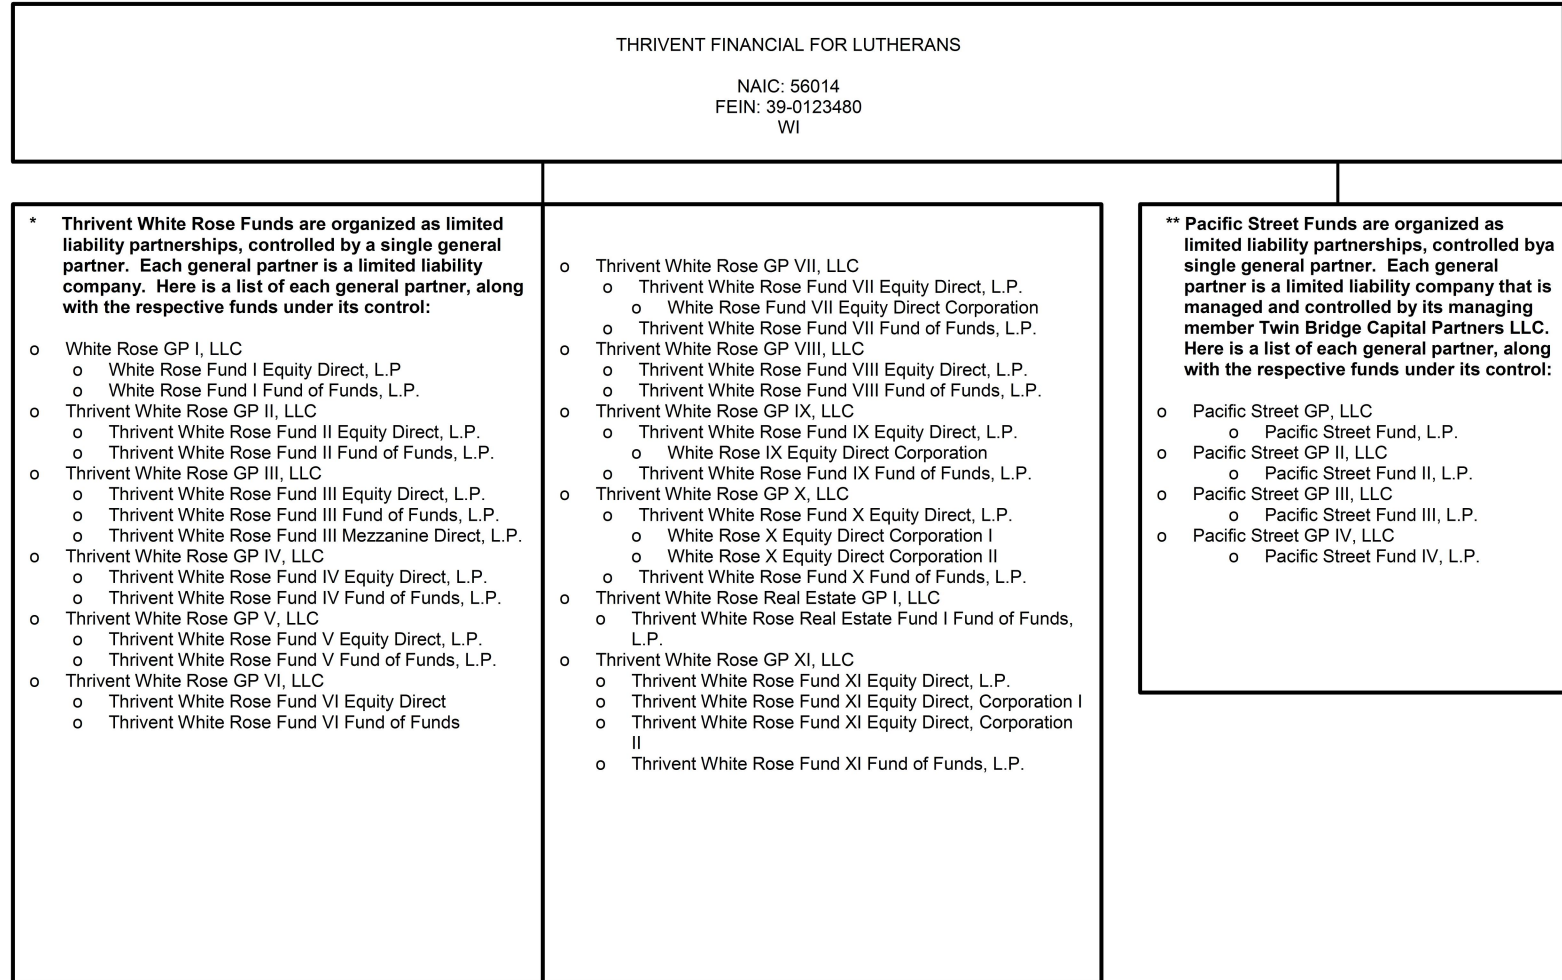 THRIVENT FINANCIAL FOR LUTHERANS
NAIC: 56014
FEIN: 39-0123480
WI
* Thrivent White Rose Funds are organized as limited
liability partnerships, controlled by a single general
partner. Each general partner is a limited liability
company. Here is a list of each general partner, along
with the respective funds under its control:
o White Rose GP I, LLC
o White Rose Fund I Equity Direct, L.P
o White Rose Fund I Fund of Funds, L.P.
o Thrivent White Rose GP II, LLC
o Thrivent White Rose Fund II Equity Direct, L.P.
o Thrivent White Rose Fund II Fund of Funds, L.P.
o Thrivent White Rose GP III, LLC
o Thrivent White Rose Fund III Equity Direct, L.P.
o Thrivent White Rose Fund III Fund of Funds, L.P.
o Thrivent White Rose Fund III Mezzanine Direct, L.P.
o Thrivent White Rose GP IV, LLC
o Thrivent White Rose Fund IV Equity Direct, L.P.
o Thrivent White Rose Fund IV Fund of Funds, L.P.
o Thrivent White Rose GP V, LLC
o Thrivent White Rose Fund V Equity Direct, L.P.
o Thrivent White Rose Fund V Fund of Funds, L.P.
o Thrivent White Rose GP VI, LLC
o Thrivent White Rose Fund VI Equity Direct
o Thrivent White Rose Fund VI Fund of Funds
o Thrivent White Rose GP VII, LLC
o Thrivent White Rose Fund VII Equity Direct, L.P.
o White Rose Fund VII Equity Direct Corporation
o Thrivent White Rose Fund VII Fund of Funds, L.P.
o Thrivent White Rose GP VIII, LLC
o Thrivent White Rose Fund VIII Equity Direct, L.P.
o Thrivent White Rose Fund VIII Fund of Funds, L.P.
o Thrivent White Rose GP IX, LLC
o Thrivent White Rose Fund IX Equity Direct, L.P.
o White Rose IX Equity Direct Corporation
o Thrivent White Rose Fund IX Fund of Funds, L.P.
o Thrivent White Rose GP X, LLC
o Thrivent White Rose Fund X Equity Direct, L.P.
o White Rose X Equity Direct Corporation I
o White Rose X Equity Direct Corporation II
o Thrivent White Rose Fund X Fund of Funds, L.P.
o Thrivent White Rose Real Estate GP I, LLC
o Thrivent White Rose Real Estate Fund I Fund of Funds,
L.P.
o Thrivent White Rose GP XI, LLC
o Thrivent White Rose Fund XI Equity Direct, L.P.
o Thrivent White Rose Fund XI Equity Direct, Corporation I
o Thrivent White Rose Fund XI Equity Direct, Corporation
II
o Thrivent White Rose Fund XI Fund of Funds, L.P.
** Pacific Street Funds are organized as
limited liability partnerships, controlled bya
single general partner. Each general
partner is a limited liability company that is
managed and controlled by its managing
member Twin Bridge Capital Partners LLC.
Here is a list of each general partner, along
with the respective funds under its control:
o Pacific Street GP, LLC
o Pacific Street Fund, L.P.
o Pacific Street GP II, LLC
o Pacific Street Fund II, L.P.
o Pacific Street GP III, LLC
o Pacific Street Fund III, L.P.
o Pacific Street GP IV, LLC
o Pacific Street Fund IV, L.P.